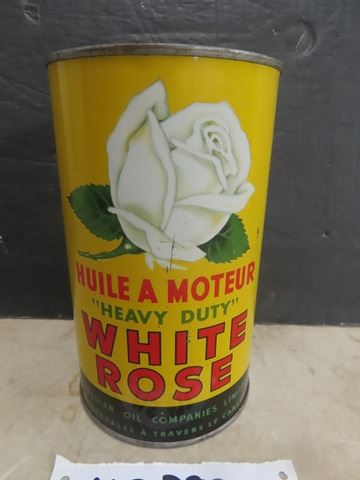 HUILE A MOTEUR
"HEAVY DUTY"
WHITE
ROSE
OIL COMPANIES, LIMITED
À TRAVERS LE